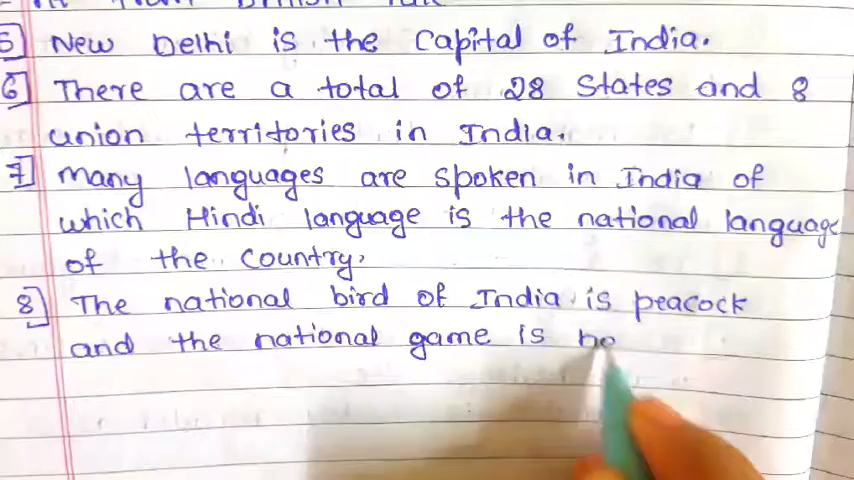 5] New Delhi is the capital of India.
6] There are a total of 28 States and 8
union territories in India.
7] Many languages are spoken in India of
which Hindi language is the national language
of the country.
8] The national bird of India is peacock
and the national game is ho